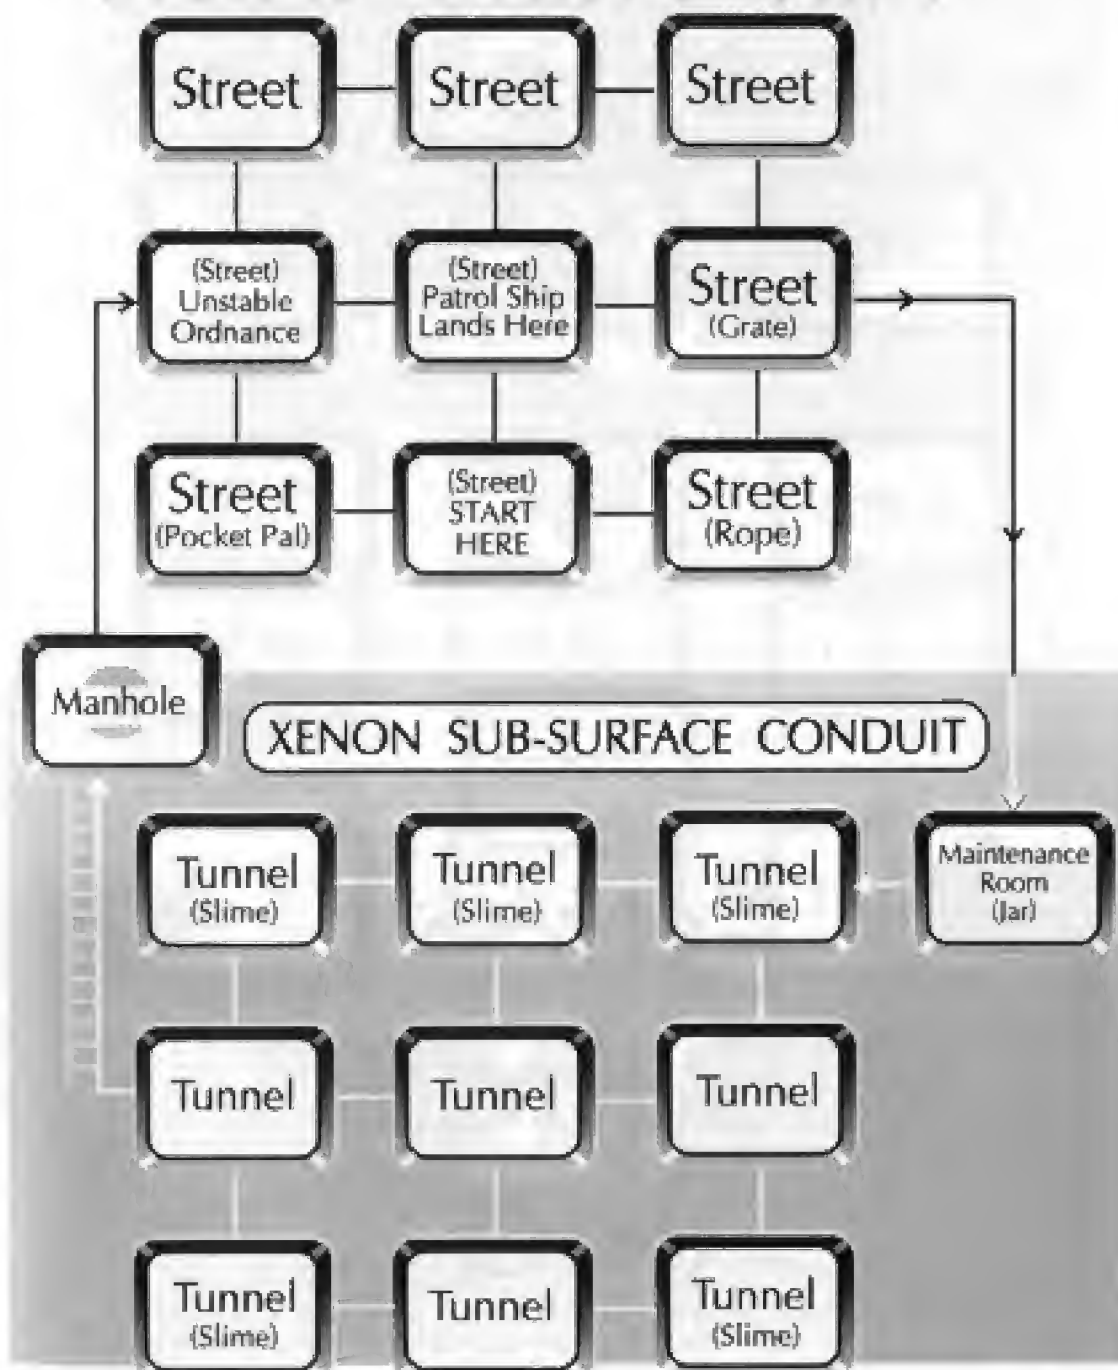 Street
Street
Street
(Street)
Unstable
Ordnance
(Street)
Patrol Ship
Lands Here
Street
(Grate)
Street
(Pocket Pal)
(Street)
START
HERE
Street
(Rope)
Manhole
XENON SUB-SURFACE CONDUIT
Tunnel
(Slime)
Tunnel
(Slime)
Tunnel
(Slime)
Maintenance
Room
(Jar)
Tunnel
Tunnel
Tunnel
Tunnel
(Slime)
Tunnel
Tunnel
(Slime)